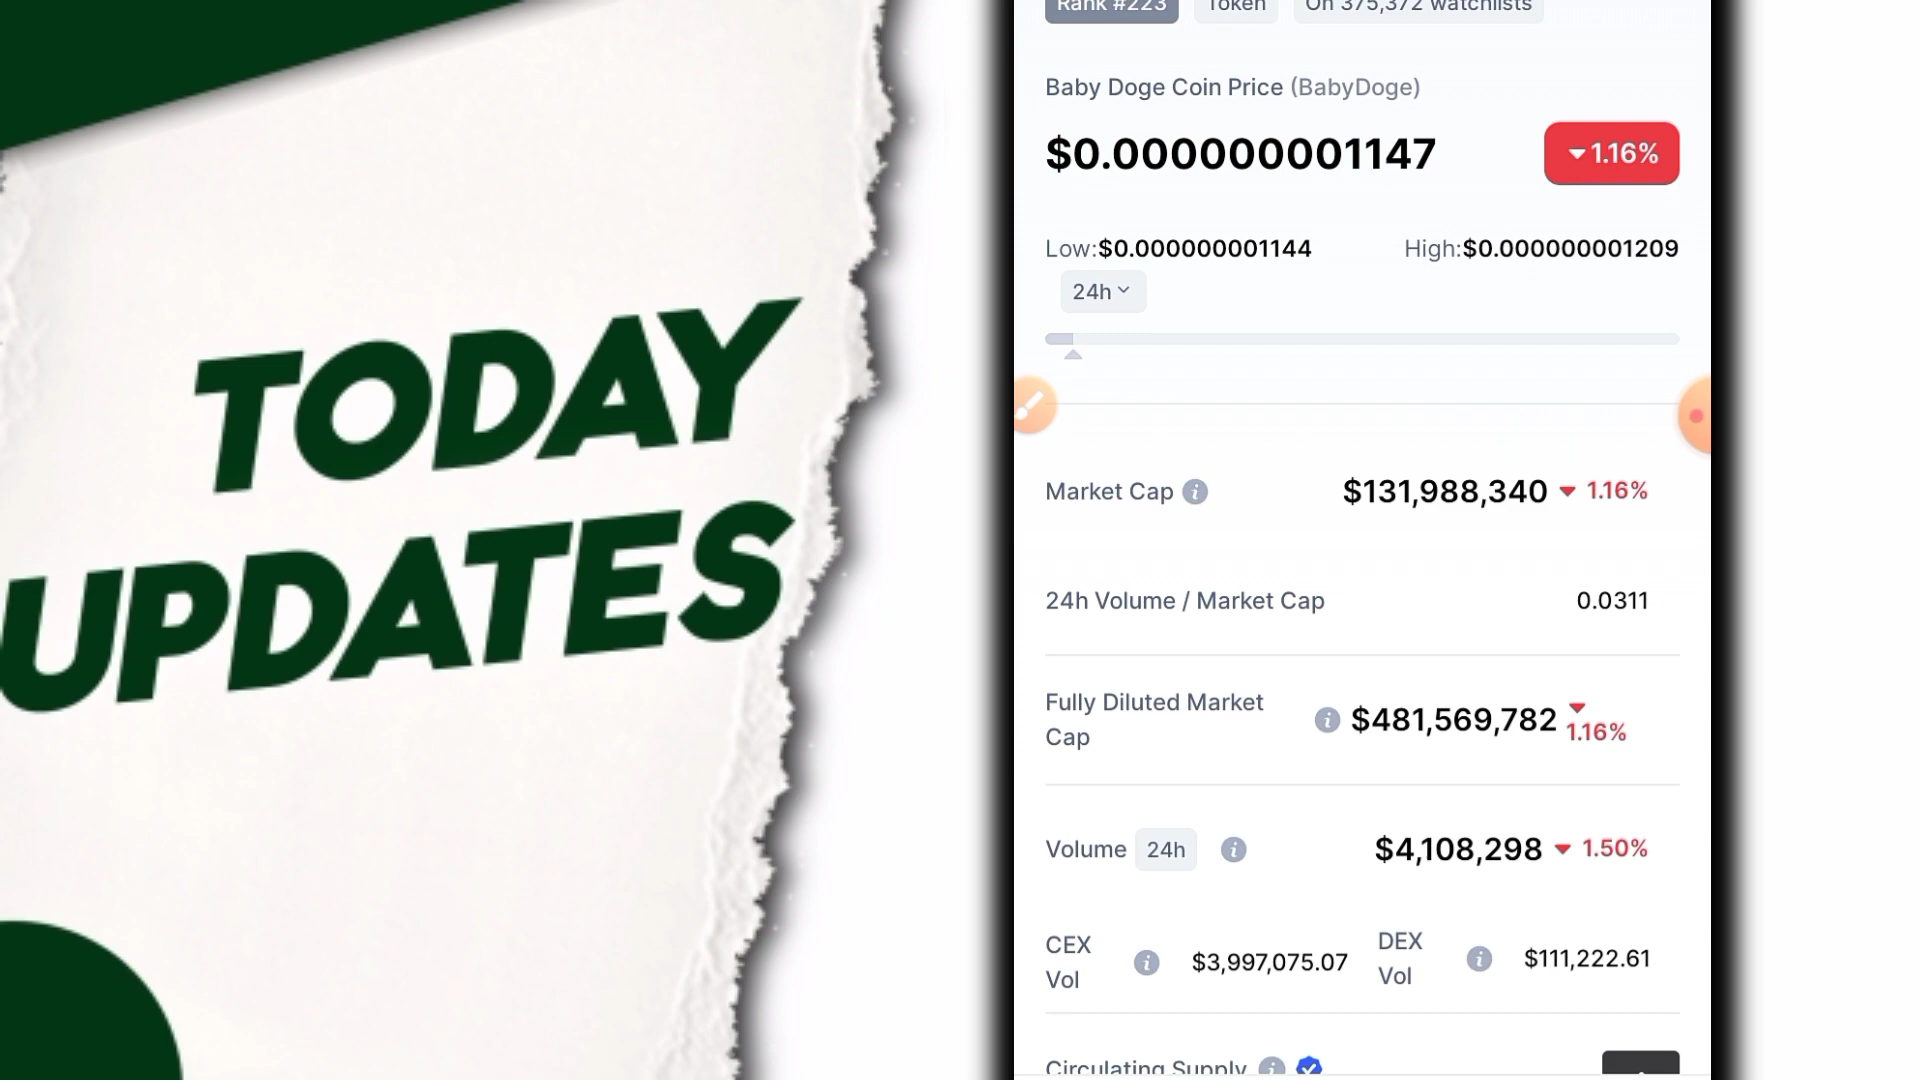 TODAY
UPDATES
Rank #223 Token On 375,372 watchlists
Baby Doge Coin Price (BabyDoge)
$0.000000001147 1.16%
Low:$0.000000001144 High:$0.000000001209
24h
Market Cap $131,988,340 1.16%
24h Volume / Market Cap 0.0311
Fully Diluted Market
Cap $481,569,782 1.16%
Volume 24h $4,108,298 1.50%
CEX
Vol $3,997,075.07
DEX
Vol $111,222.61
Circulating Supply